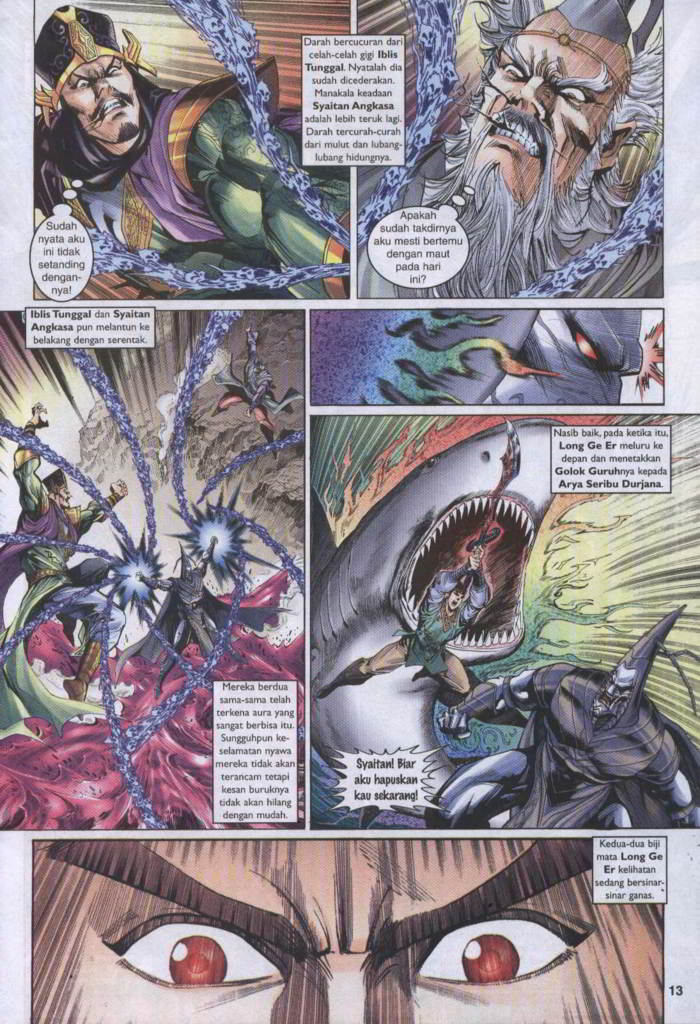 Darah bercucuran dari
celah-celah gigi Iblis
Tunggal. Nyatalah dia
sudah dicederakan.
Manakala keadaan
Syaitan Angkasa
adalah lebih teruk lagi.
Darah tercurah-curah
dari mulut dan lubang-
lubang hidungnya.
Sudah
nyata aku
ini tidak
setanding
dengan-
nya!
Apakah
sudah takdirnya
aku mesti bertemu
dengan maut
pada hari
ini?
Iblis Tunggal dan Syaitan
Angkasa pun melantun ke
belakang dengan serentak.
Nasib baik, pada ketika itu,
Long Ge Er meluru ke
depan dan menetakkan
Golok Guruhnya kepada
Arya Seribu Durjana.
Mereka berdua
sama-sama telah
terkena aura yang
sangat berbisa itu.
Sungguhpun ke-
selamatan nyawa
mereka tidak akan
terancam tetapi
kesan buruknya
tidak akan hilang
dengan mudah.
Syaitan! Biar
aku hapuskan
kau sekarang!
Kedua-dua biji
mata Long Ge
Er kelihatan
sedang bersinar-
sinar ganas.
13